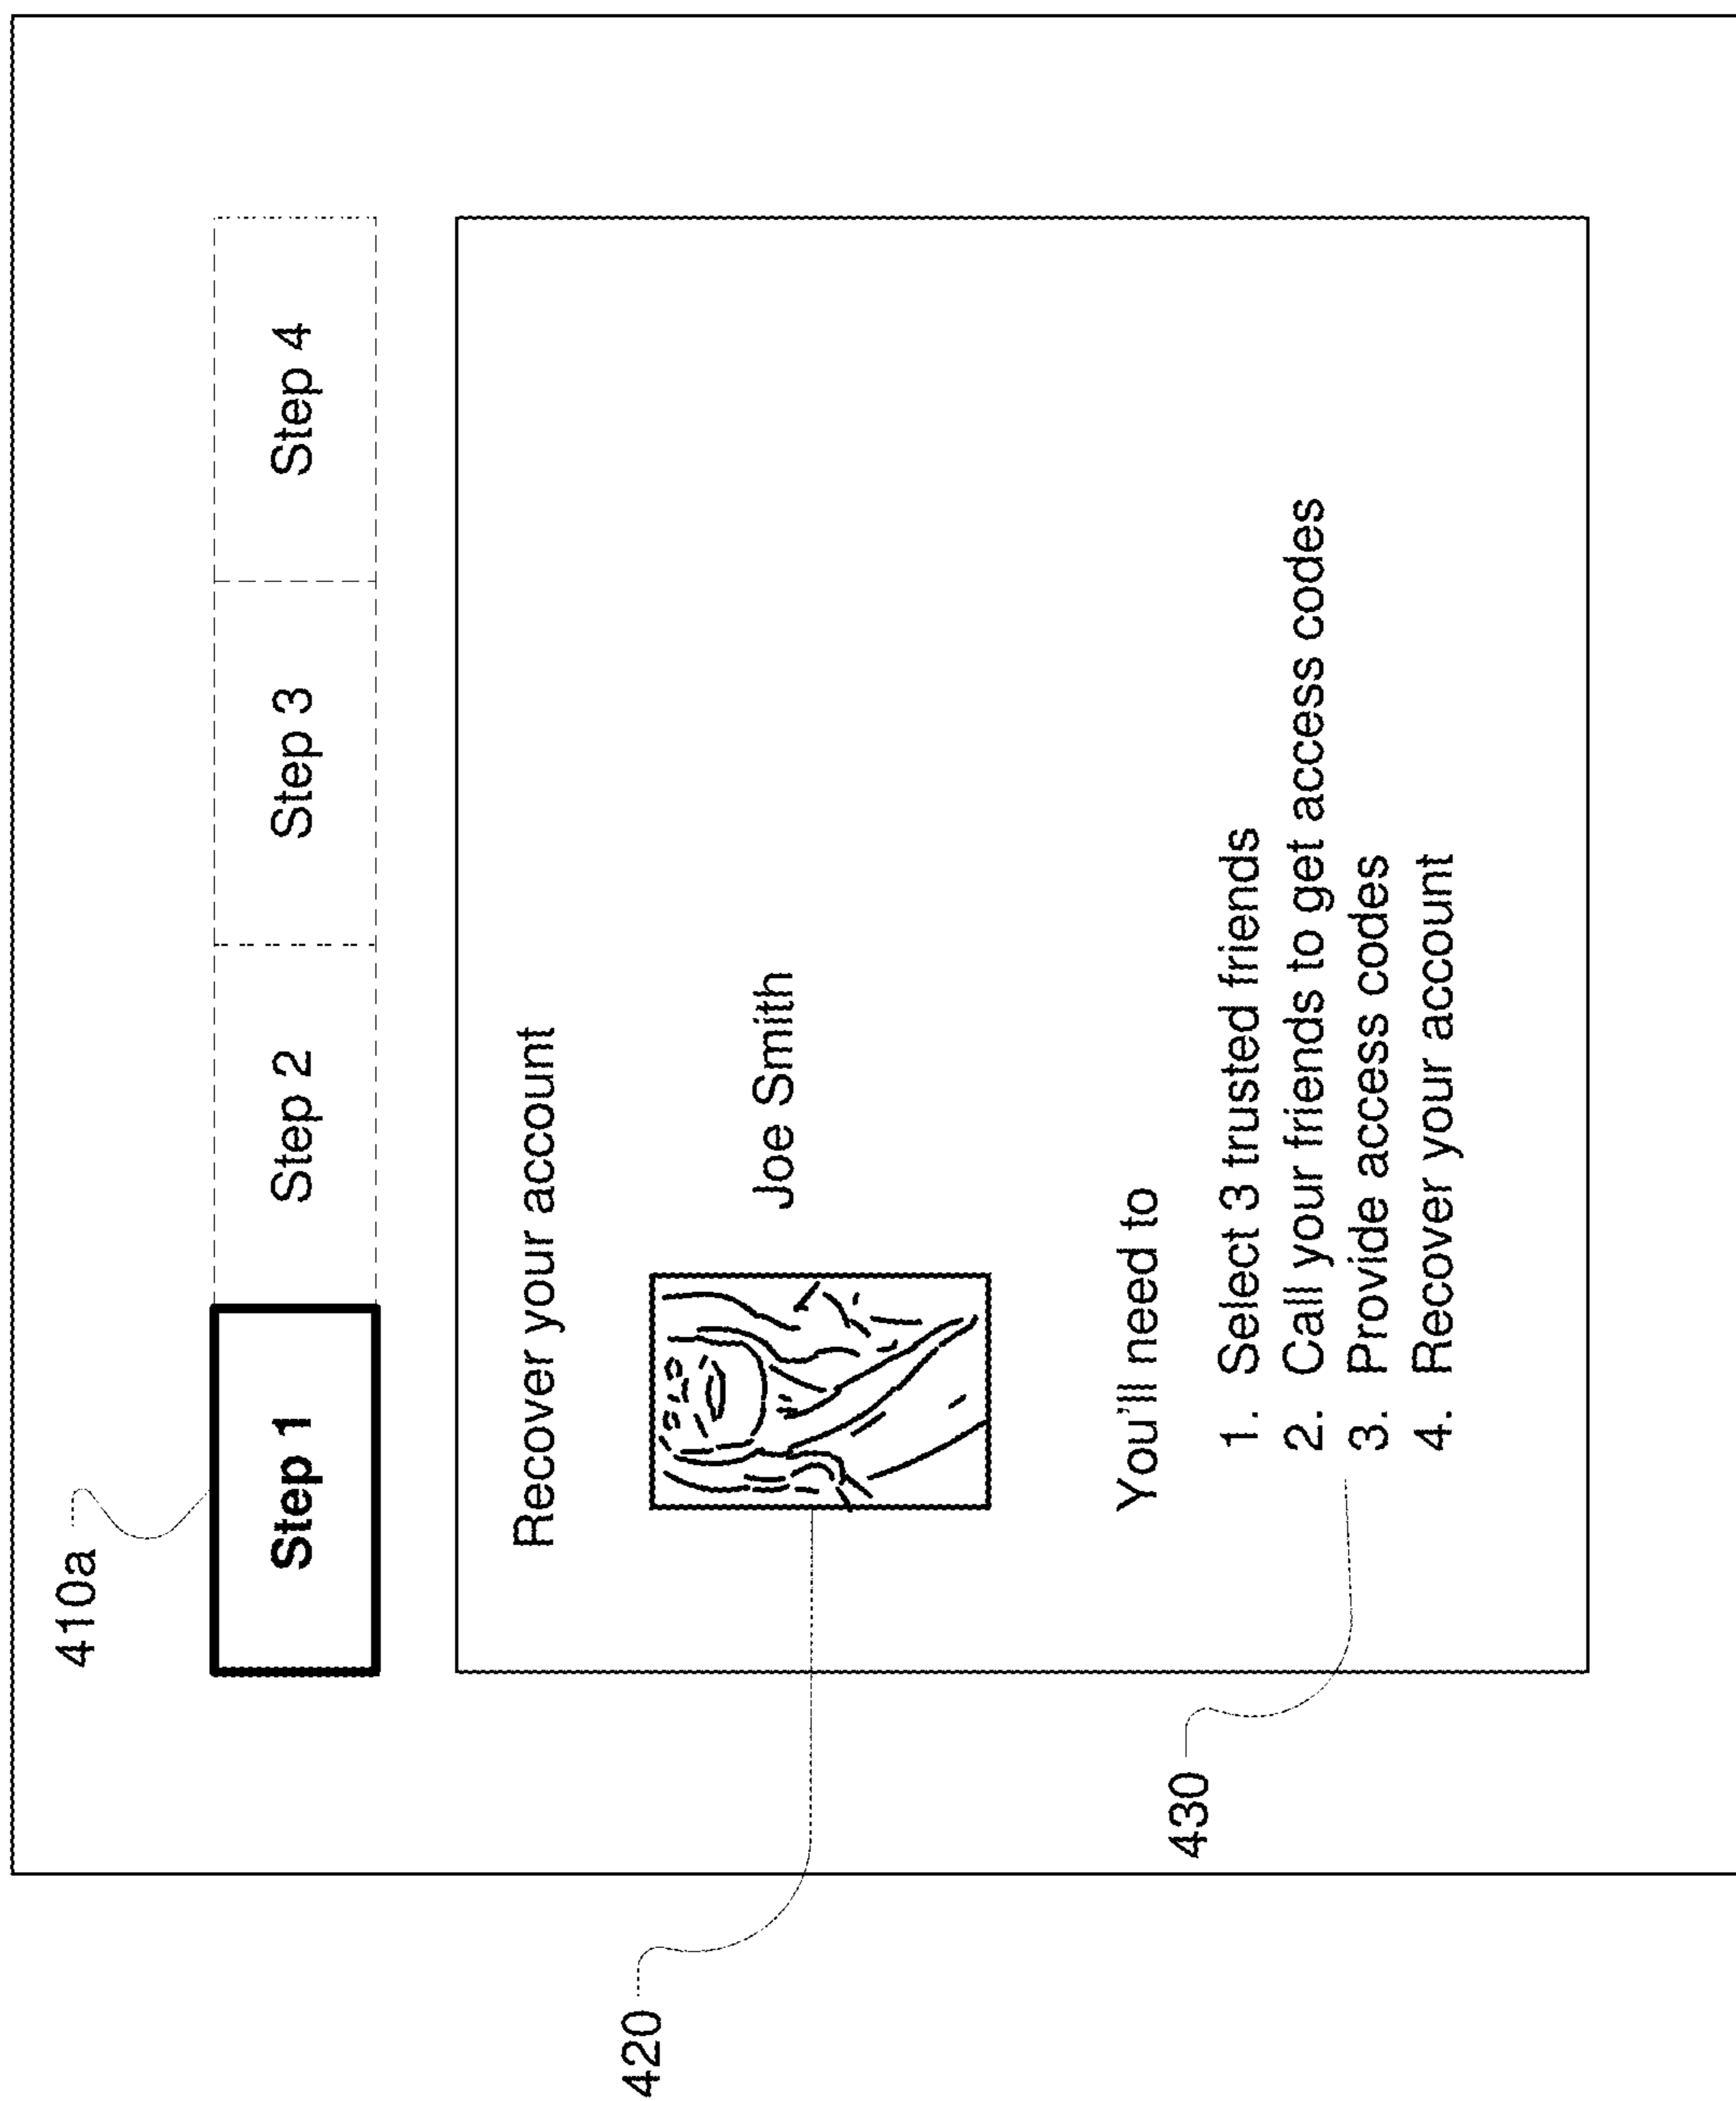 410a
Step 1 Step 2 Step 3 Step 4
Recover your account
420
Joe Smith
You'll need to
430
1. Select 3 trusted friends
2. Call your friends to get access codes
3. Provide access codes
4. Recover your account